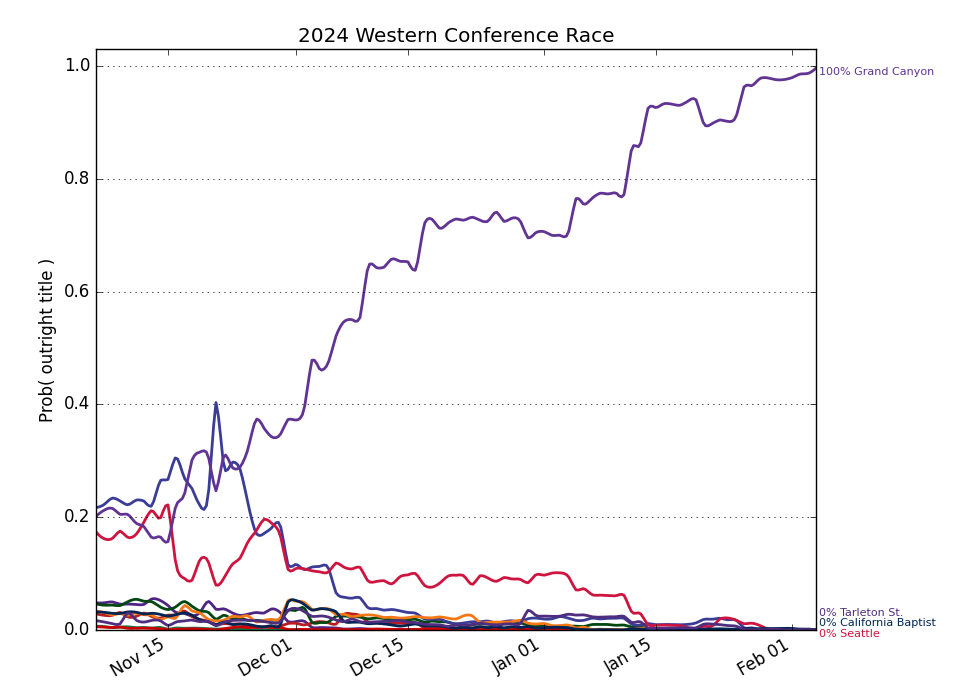 2024 Western Conference Race
1.0
0.8
0.6
0.4
0.2
0.0
Prob( outright title )
100% Grand Canyon
0% Tarleton St.
0% California Baptist
0% Seattle
Nov 15
Dec 01
Dec 15
Jan 01
Jan 15
Feb 01